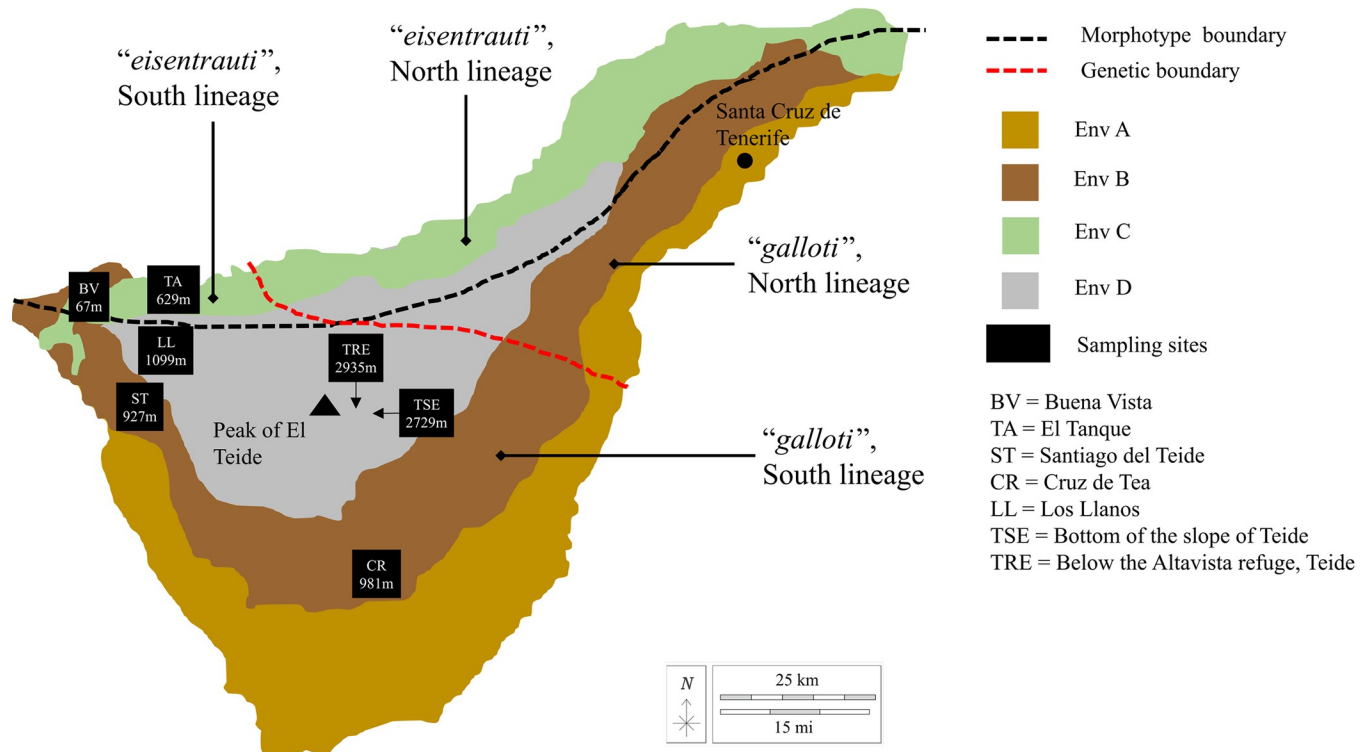 "eisentrauti",
South lineage
"eisentrauti",
North lineage
Santa Cruz de
Tenerife
"galloti",
North lineage
BV
67m
TA
629m
LL
1099m
TRE
2935m
ST
927m
TSE
2729m
Peak of El
Teide
"galloti",
South lineage
CR
981m
N
25 km
15 mi
Morphotype boundary
Genetic boundary
Env A
Env B
Env C
Env D
Sampling sites
BV = Buena Vista
TA = El Tanque
ST = Santiago del Teide
CR = Cruz de Tea
LL = Los Llanos
TSE = Bottom of the slope of Teide
TRE = Below the Altavista refuge, Teide